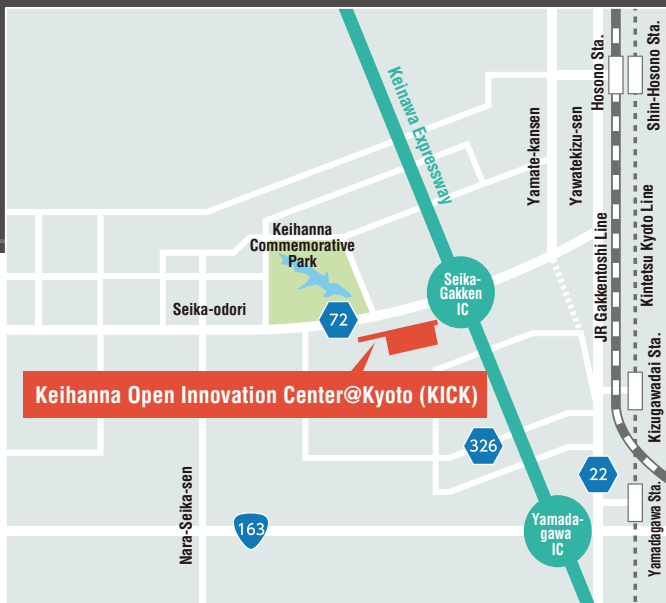 Hosono Sta.
Shin-Hosono Sta.
Keinawa Expressway
Yamate-kansen
Yawatekizu-sen
JR Gakkentoshi Line
Kintetsu Kyoto Line
Keihanna
Commemorative
Park
Seika-
Gakken
IC
Seika-odori
72
Keihanna Open Innovation Center@Kyoto (KICK)
Kizugawadai Sta.
326
22
Nara-Seika-sen
163
Yamada-
gawa
IC
Yamadagawa Sta.